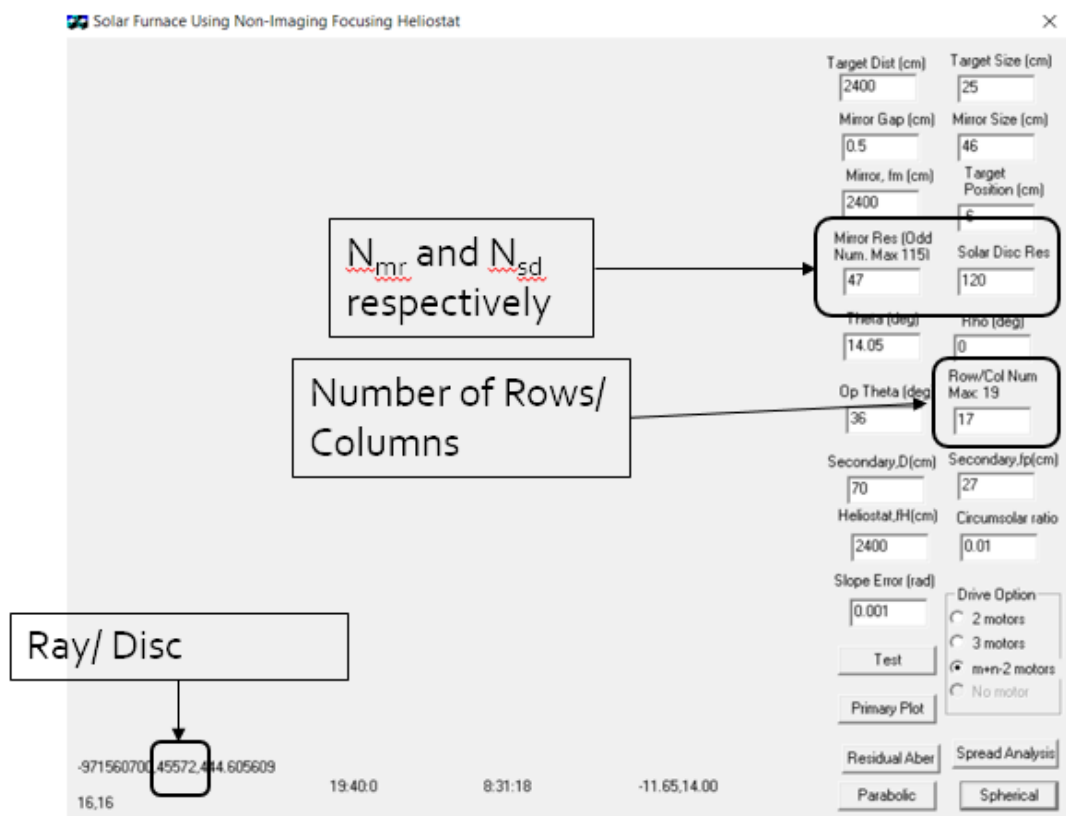 Solar Furnace Using Non-Imaging Focusing Heliostat
Target Dist (cm) Target Size (cm)
2400 25
Mirror Gap (cm) Mirror Size (cm)
0.5 46
Mirror, fm (cm) Target Position (cm)
2400 6
Nmr and Nsd
respectively
Mirror Res (Odd
Num. Max 115) Solar Disc Res
47 120
Theta (deg) Rho (deg)
14.05 0
Number of Rows/
Columns
Op Theta (deg Row/Col Num
Max: 19
36 17
Secondary,D(cm) Secondary,fp(cm)
70 27
Heliostat,fH(cm) Circumsolar ratio
2400 0.01
Slope Error (rad)
0.001
Drive Option
2 motors
3 motors
m+n-2 motors
No motor
Ray/ Disc
Test
Primary Plot
Residual Aber Spread Analysis
Parabolic Spherical
-971560700,45572,444.605609
19:40:0 8:31:18 -11.65,14.00
16,16